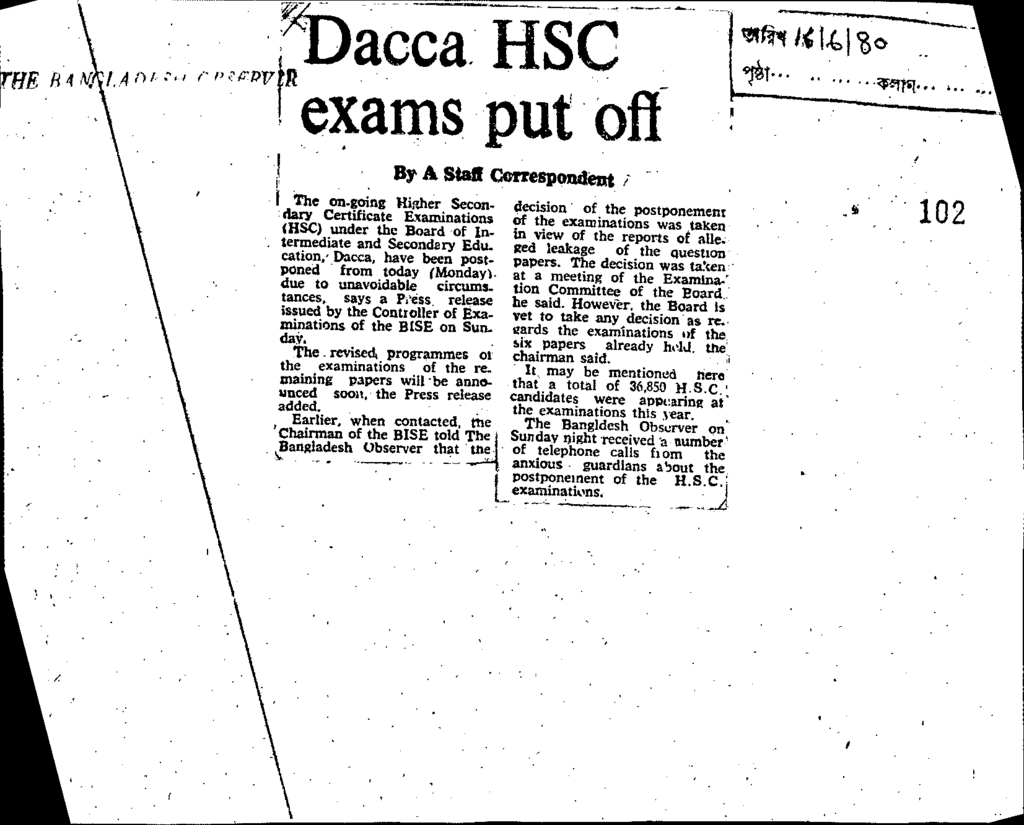 THE BANGLADESH OBSERVER
Dacca HSC
exams put off
তারিখ 16/6/80
পৃষ্ঠা... .. ... ... কলাম... ... ...
102
By A Staff Correspondent
The on-going Higher Secon-
dary Certificate Examinations
(HSC) under the Board of In-
termediate and Secondary Edu-
cation, Dacca, have been post-
poned from today (Monday)
due to unavoidable circums-
tances, says a Press release
issued by the Controller of Exa-
minations of the BISE on Sun-
day.
The revised programmes of
the examinations of the re-
maining papers will be anno-
unced soon, the Press release
added.
Earlier, when contacted, the
Chairman of the BISE told The
Bangladesh Observer that the
decision of the postponement
of the examinations was taken
in view of the reports of alle-
ged leakage of the question
papers. The decision was taken
at a meeting of the Examina-
tion Committee of the Board
he said. However, the Board is
yet to take any decision as re-
gards the examinations of the
six papers already held, the
chairman said.
It may be mentioned here
that a total of 36,850 H.S.C.
candidates were appearing at
the examinations this year.
The Bangldesh Observer on
Sunday night received a number
of telephone calls from the
anxious guardians about the
postponement of the H.S.C.
examinations.